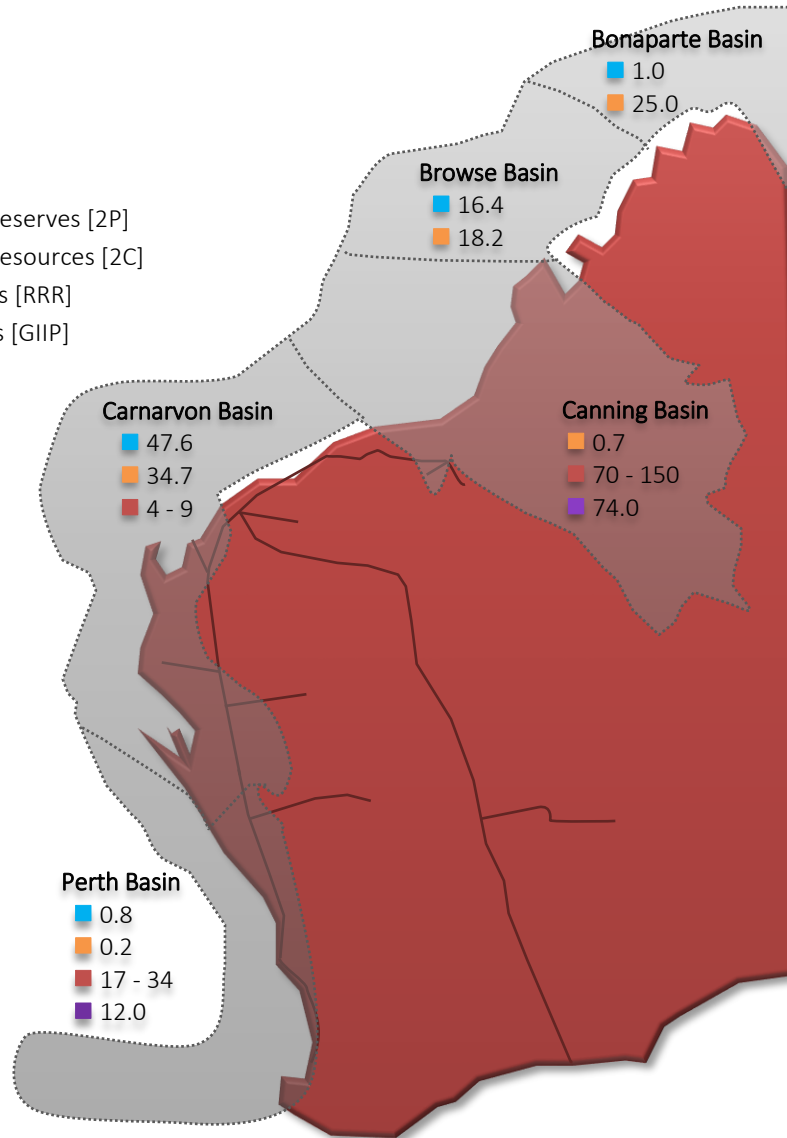 Bonaparte Basin
1.0
25.0
Browse Basin
16.4
18.2
eserves [2P]
esources [2C]
s [RRR]
s [GIIP]
Carnarvon Basin
47.6
34.7
4 - 9
Canning Basin
0.7
70 - 150
74.0
Perth Basin
0.8
0.2
17 - 34
12.0